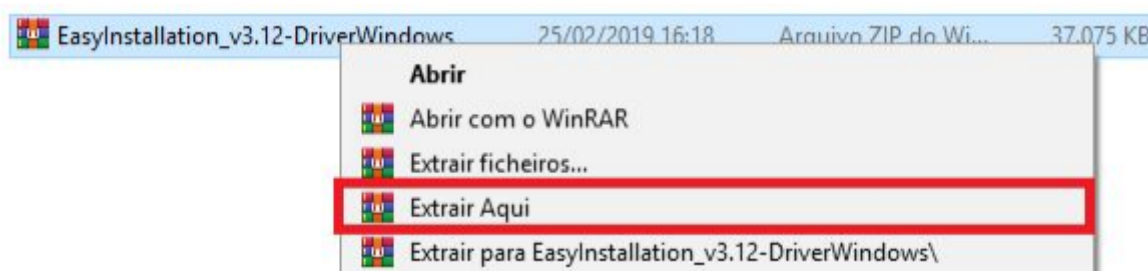 EasyInstallation_v3.12-DriverWindows 25/02/2019 16:18 Arquivo ZIP do Wi... 37.075 KB
Abrir
Abrir com o WinRAR
Extrair ficheiros...
Extrair Aqui
Extrair para EasyInstallation_v3.12-DriverWindows\